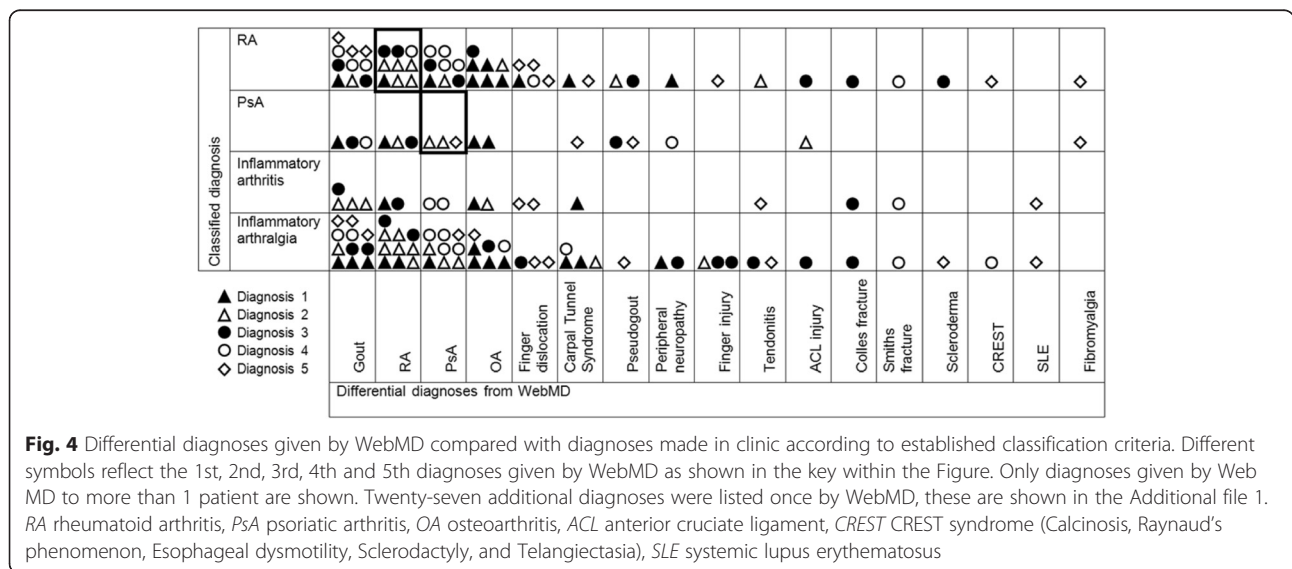 Classified diagnosis
RA
PsA
Inflammatory
arthritis
Inflammatory
arthralgia
Diagnosis 1
Diagnosis 2
Diagnosis 3
Diagnosis 4
Diagnosis 5
Gout
RA
PsA
OA
Finger
dislocation
Carpal Tunnel
Syndrome
Pseudogout
Peripheral
neuropathy
Finger injury
Tendonitis
ACL injury
Colles fracture
Smiths
fracture
Scleroderma
CREST
SLE
Fibromyalgia
Differential diagnoses from WebMD
Fig. 4 Differential diagnoses given by WebMD compared with diagnoses made in clinic according to established classification criteria. Different
symbols reflect the 1st, 2nd, 3rd, 4th and 5th diagnoses given by WebMD as shown in the key within the Figure. Only diagnoses given by Web
MD to more than 1 patient are shown. Twenty-seven additional diagnoses were listed once by WebMD, these are shown in the Additional file 1.
RA rheumatoid arthritis, PsA psoriatic arthritis, OA osteoarthritis, ACL anterior cruciate ligament, CREST CREST syndrome (Calcinosis, Raynaud's
phenomenon, Esophageal dysmotility, Sclerodactyly, and Telangiectasia), SLE systemic lupus erythematosus